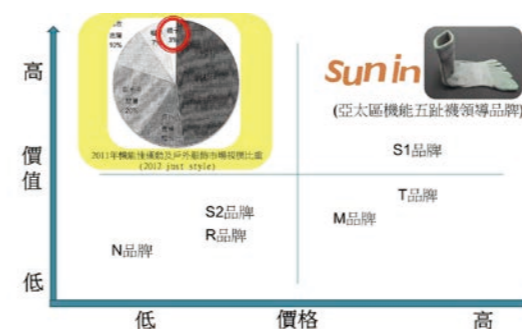 高
價
值
低
3%
2011年機能性運動及戶外服飾市場規模比重
(2012 just style)
Sun in
(亞太區機能五趾襪領導品牌)
S1品牌
T品牌
M品牌
S2品牌
R品牌
N品牌
低
價格
高